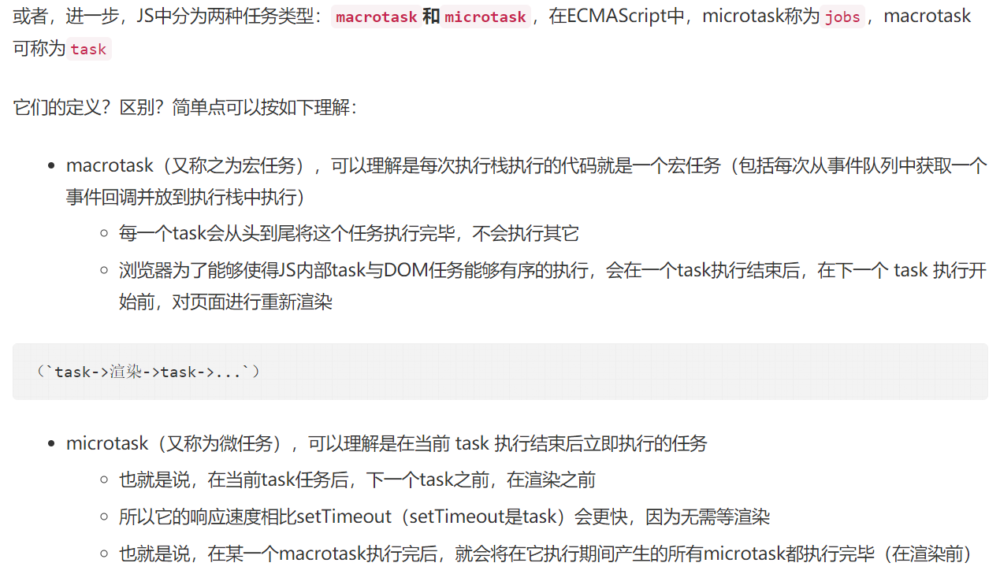 或者，进一步，JS中分为两种任务类型：macrotask和microtask，在ECMAScript中，microtask称为jobs，macrotask
可称为task
它们的定义？区别？简单点可以按如下理解：
macrotask（又称之为宏任务），可以理解是每次执行栈执行的代码就是一个宏任务（包括每次从事件队列中获取一个
事件回调并放到执行栈中执行）
每一个task会从头到尾将这个任务执行完毕，不会执行其它
浏览器为了能够使得JS内部task与DOM任务能够有序的执行，会在一个task执行结束后，在下一个 task 执行开
始前，对页面进行重新渲染
（`task->渲染->task->...`）
microtask（又称为微任务），可以理解是在当前 task 执行结束后立即执行的任务
也就是说，在当前task任务后，下一个task之前，在渲染之前
所以它的响应速度相比setTimeout（setTimeout是task）会更快，因为无需等渲染
也就是说，在某一个macrotask执行完后，就会将在它执行期间产生的所有microtask都执行完毕（在渲染前）